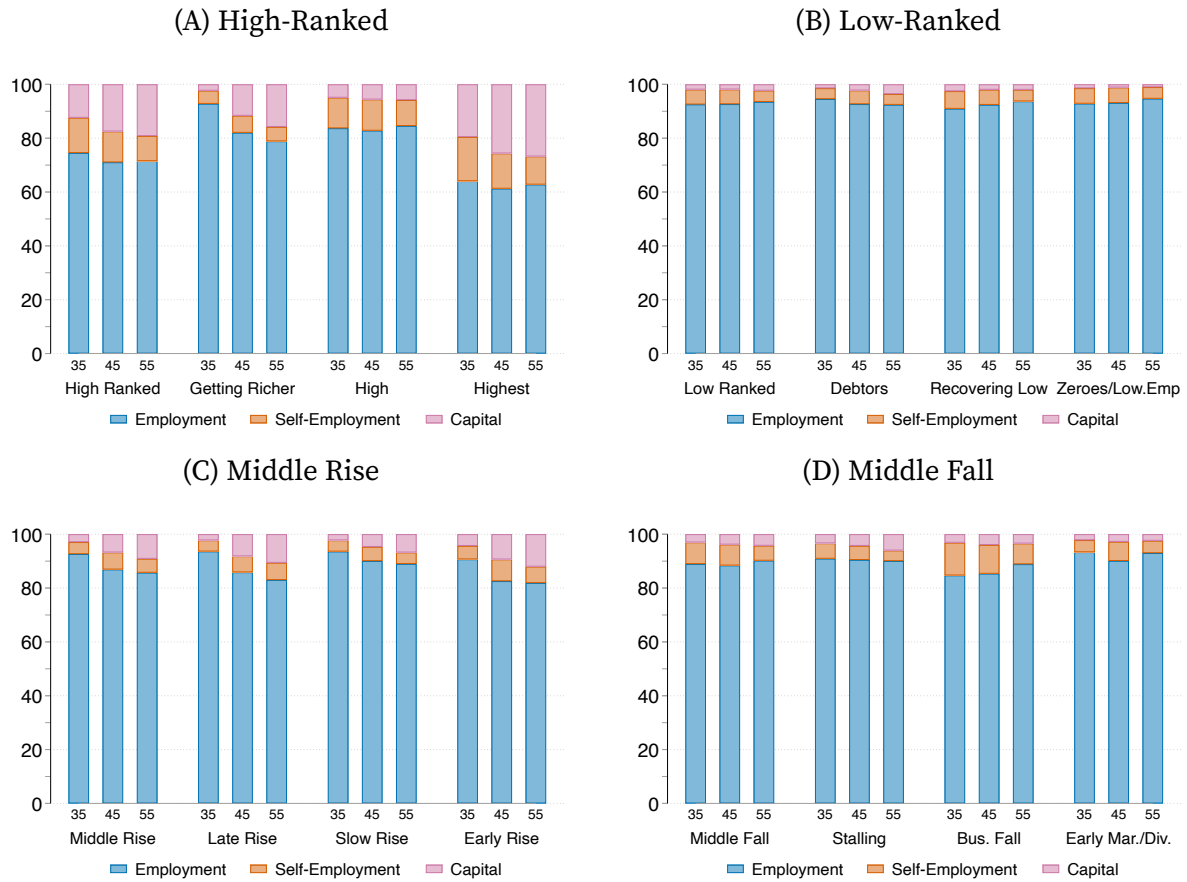 (A) High-Ranked
100
80
60
40
20
0
35 45 55 35 45 55 35 45 55 35 45 55
High Ranked Getting Richer High Highest
Employment Self-Employment Capital
(B) Low-Ranked
100
80
60
40
20
0
35 45 55 35 45 55 35 45 55 35 45 55
Low Ranked Debtors Recovering Low Zeroes/Low.Emp
Employment Self-Employment Capital
(C) Middle Rise
100
80
60
40
20
0
35 45 55 35 45 55 35 45 55 35 45 55
Middle Rise Late Rise Slow Rise Early Rise
Employment Self-Employment Capital
(D) Middle Fall
100
80
60
40
20
0
35 45 55 35 45 55 35 45 55 35 45 55
Middle Fall Stalling Bus. Fall Early Mar./Div.
Employment Self-Employment Capital